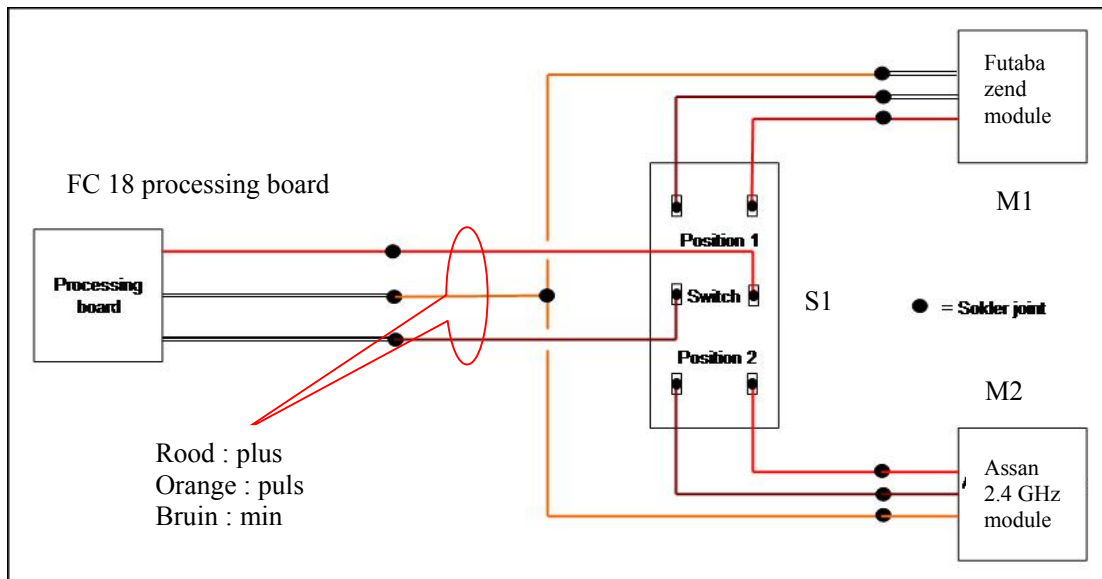 Futaba
zend
module
M1
FC 18 processing board
Processing
board
Position 1
Switch
Position 2
S1
= Solder joint
M2
Assan
2.4 GHz
module
Rood : plus
Orange : puls
Bruin : min